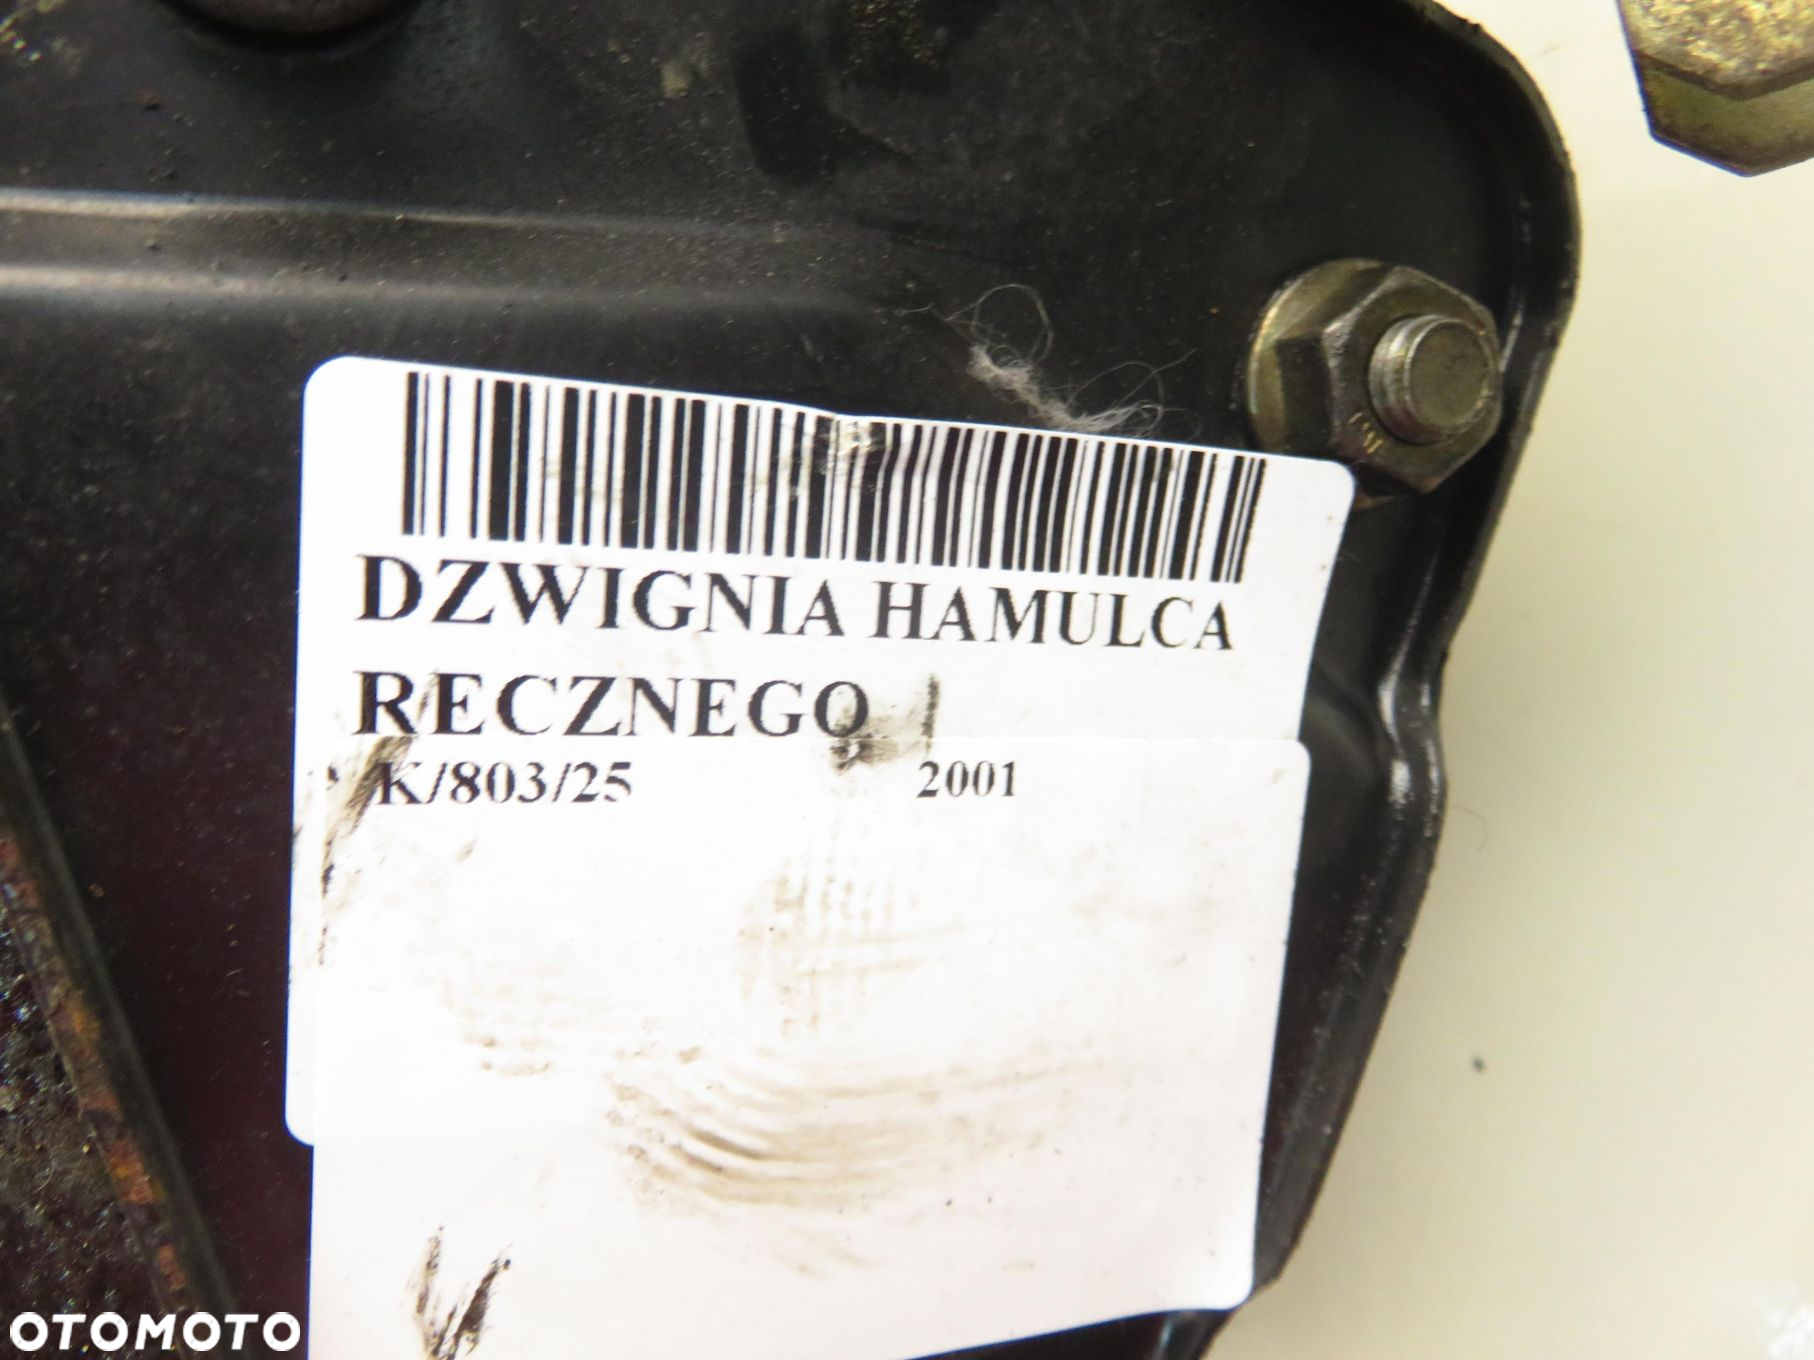 DZWIGNIA HAMULCA
RECZNEGO
K/803/25 2001
OTOMOTO